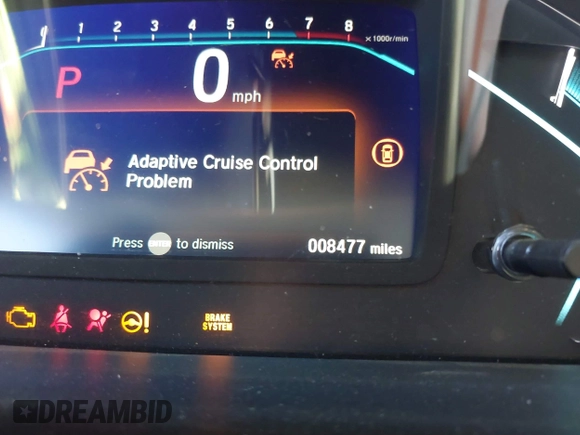 0 1 2 3 4 5 6 7 8
x 1000r/min
P 0 mph
Adaptive Cruise Control
Problem
Press ENTER to dismiss
008477 miles
BRAKE
SYSTEM
DREAMBID